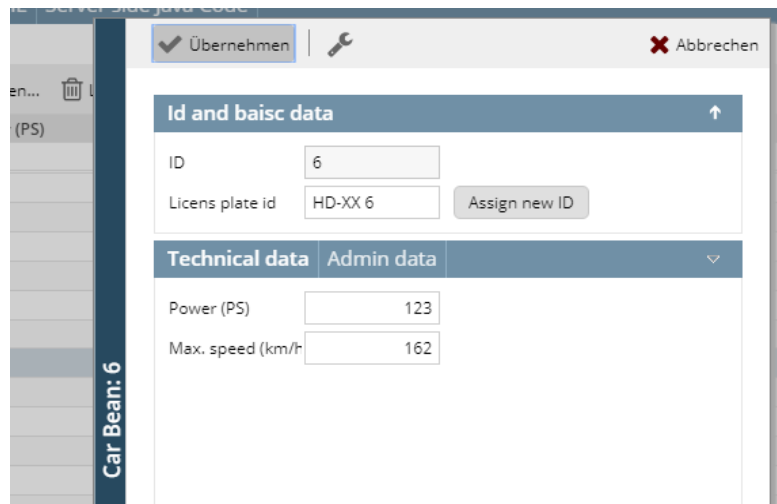 Server side Java Code
Übernehmen
Abbrechen
en...
(PS)
Id and baisc data
ID
6
Licens plate id
HD-XX 6
Assign new ID
Technical data
Admin data
Power (PS)
123
Max. speed (km/h
162
Car Bean: 6